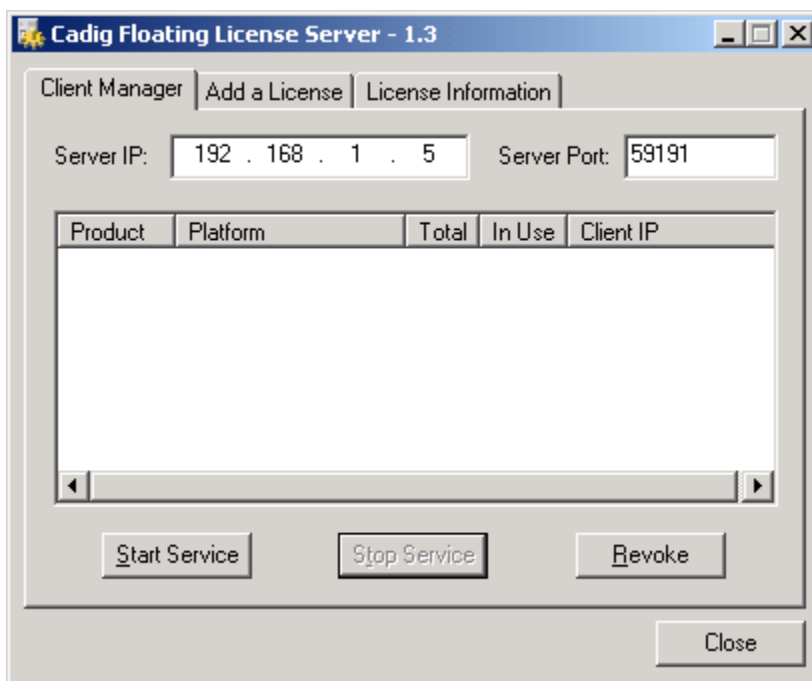 Cadig Floating License Server - 1.3
Client Manager Add a License License Information
Server IP: 192 . 168 . 1 . 5 Server Port: 59191
Product Platform Total In Use Client IP
Start Service Stop Service Revoke
Close